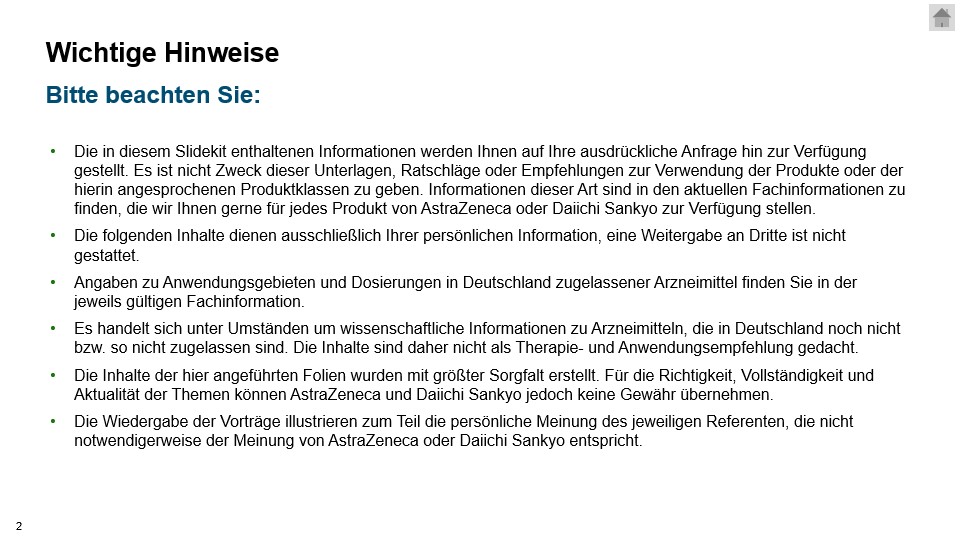 Wichtige Hinweise
Bitte beachten Sie:
• Die in diesem Slidekit enthaltenen Informationen werden Ihnen auf Ihre ausdrückliche Anfrage hin zur Verfügung
gestellt. Es ist nicht Zweck dieser Unterlagen, Ratschläge oder Empfehlungen zur Verwendung der Produkte oder der
hierin angesprochenen Produktklassen zu geben. Informationen dieser Art sind in den aktuellen Fachinformationen zu
finden, die wir Ihnen gerne für jedes Produkt von AstraZeneca oder Daiichi Sankyo zur Verfügung stellen.
• Die folgenden Inhalte dienen ausschließlich Ihrer persönlichen Information, eine Weitergabe an Dritte ist nicht
gestattet.
• Angaben zu Anwendungsgebieten und Dosierungen in Deutschland zugelassener Arzneimittel finden Sie in der
jeweils gültigen Fachinformation.
• Es handelt sich unter Umständen um wissenschaftliche Informationen zu Arzneimitteln, die in Deutschland noch nicht
bzw. so nicht zugelassen sind. Die Inhalte sind daher nicht als Therapie- und Anwendungsempfehlung gedacht.
• Die Inhalte der hier angeführten Folien wurden mit größter Sorgfalt erstellt. Für die Richtigkeit, Vollständigkeit und
Aktualität der Themen können AstraZeneca und Daiichi Sankyo jedoch keine Gewähr übernehmen.
• Die Wiedergabe der Vorträge illustrieren zum Teil die persönliche Meinung des jeweiligen Referenten, die nicht
notwendigerweise der Meinung von AstraZeneca oder Daiichi Sankyo entspricht.
2